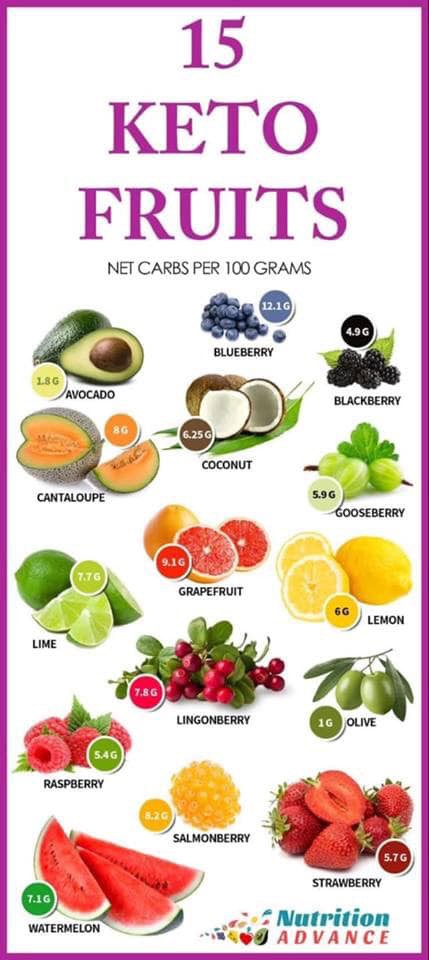 15
KETO
FRUITS
NET CARBS PER 100 GRAMS
12.1 G
BLUEBERRY
4.9 G
BLACKBERRY
1.8 G
AVOCADO
8 G
CANTALOUPE
6.25 G
COCONUT
5.9 G
GOOSEBERRY
9.1 G
GRAPEFRUIT
7.7 G
LIME
6 G
LEMON
7.8 G
LINGONBERRY
1 G
OLIVE
5.4 G
RASPBERRY
8.2 G
SALMONBERRY
5.7 G
STRAWBERRY
7.1 G
WATERMELON
Nutrition
ADVANCE